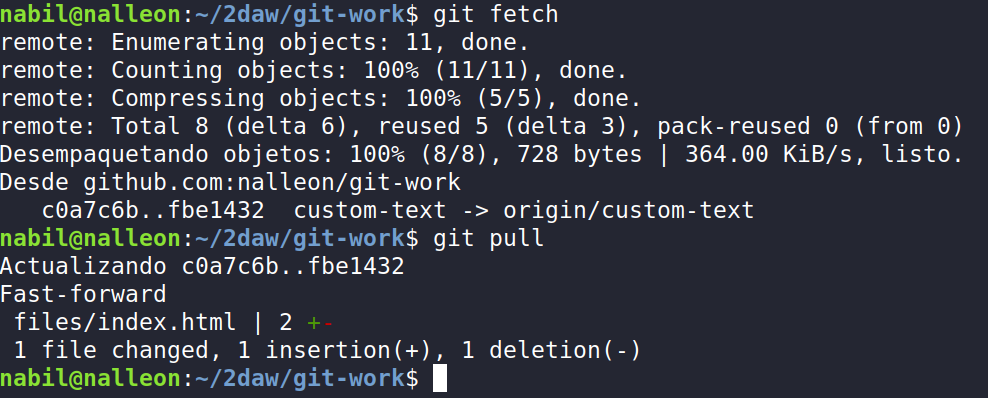 nabil@nalleon:~/2daw/git-work$ git fetch
remote: Enumerating objects: 11, done.
remote: Counting objects: 100% (11/11), done.
remote: Compressing objects: 100% (5/5), done.
remote: Total 8 (delta 6), reused 5 (delta 3), pack-reused 0 (from 0)
Desempaquetando objetos: 100% (8/8), 728 bytes | 364.00 KiB/s, listo.
Desde github.com:nalleon/git-work
   c0a7c6b..fbe1432  custom-text -> origin/custom-text
nabil@nalleon:~/2daw/git-work$ git pull
Actualizando c0a7c6b..fbe1432
Fast-forward
 files/index.html | 2 +-
 1 file changed, 1 insertion(+), 1 deletion(-)
nabil@nalleon:~/2daw/git-work$